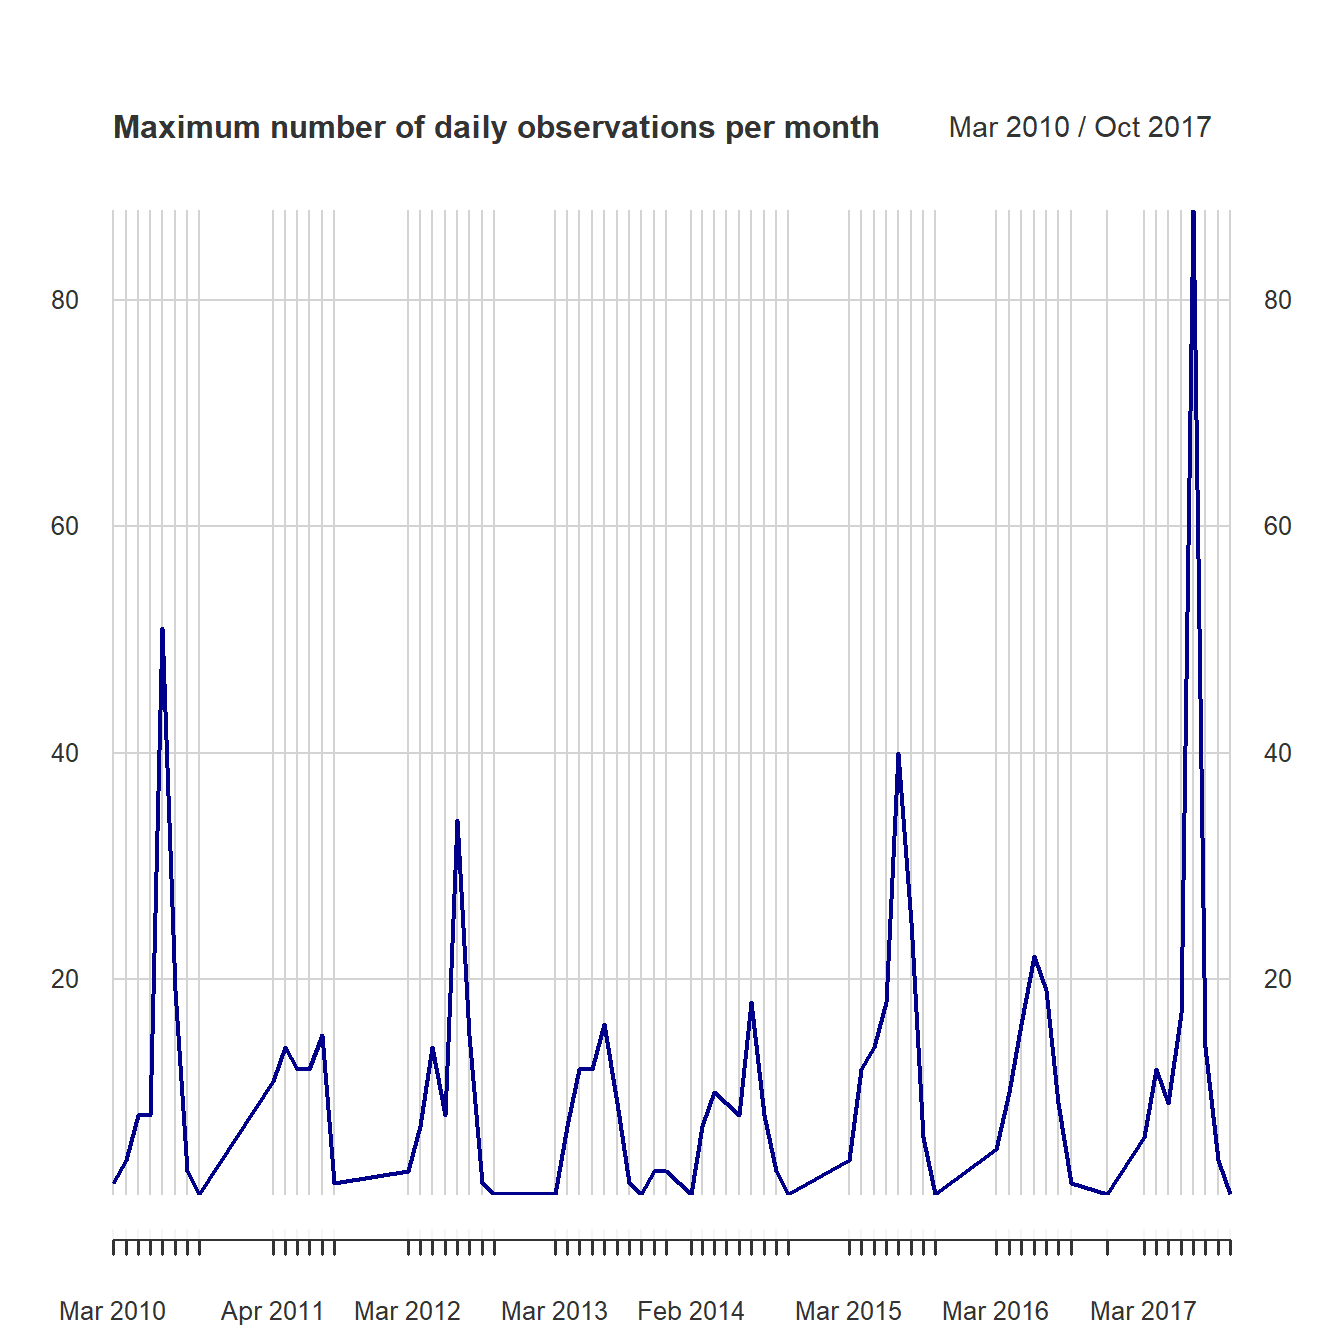 Maximum number of daily observations per month Mar 2010 / Oct 2017
80 80
60 60
40 40
20 20
Mar 2010 Apr 2011 Mar 2012 Mar 2013 Feb 2014 Mar 2015 Mar 2016 Mar 2017